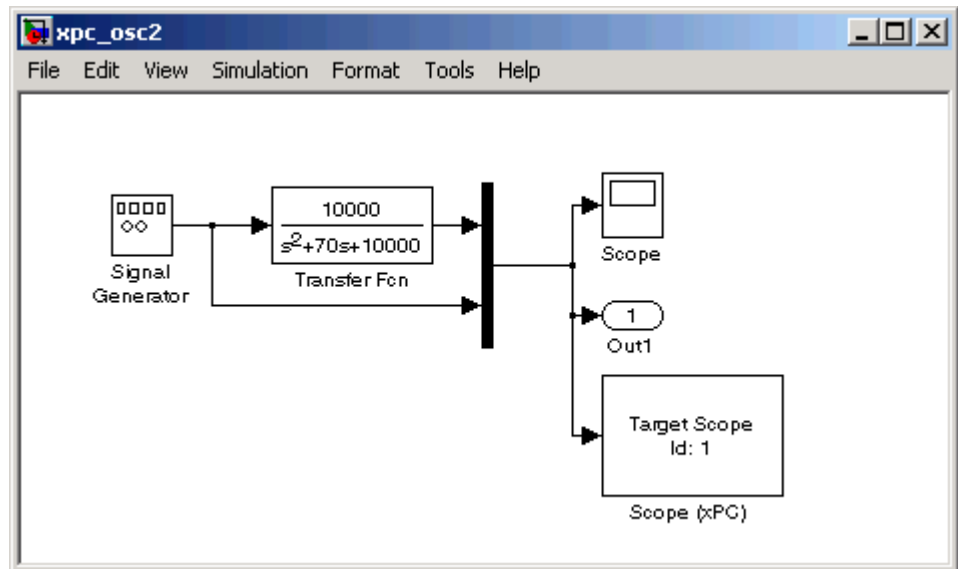 xpc_osc2
File Edit View Simulation Format Tools Help
Signal
Generator
10000
s²+70s+10000
Transfer Fcn
Scope
1
Out1
Target Scope
Id: 1
Scope (xPC)